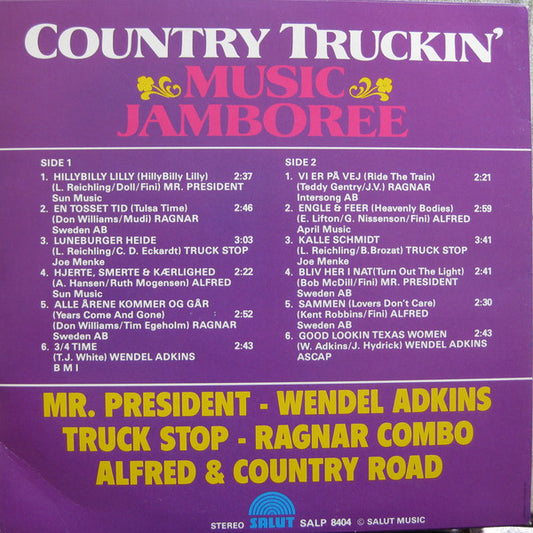 COUNTRY TRUCKIN'
MUSIC
JAMBOREE
SIDE 1
1. HILLYBILLY LILLY (HillyBilly Lilly) 2:37
(L. Reichling/Doll/Fini) MR. PRESIDENT
Sun Music
2. EN TOSSET TID (Tulsa Time) 2:46
(Don Williams/Mudi) RAGNAR
Sweden AB
3. LUNEBURGER HEIDE 3:03
(L. Reichling/C. D. Eckardt) TRUCK STOP
Joe Menke
4. HJERTE, SMERTE & KÆRLIGHED 2:22
(A. Hansen/Ruth Mogensen) ALFRED
Sun Music
5. ALLE ÅRENE KOMMER OG GÅR
(Years Come And Gone) 2:52
(Don Williams/Tim Egeholm) RAGNAR
Sweden AB
6. 3/4 TIME 2:43
(T.J. White) WENDEL ADKINS
B M I
SIDE 2
1. VI ER PÅ VEJ (Ride The Train) 2:21
(Teddy Gentry/J.V.) RAGNAR
Intersong AB
2. ENGLE & FEER (Heavenly Bodies) 2:59
(E. Lifton/G. Nissenson/Fini) ALFRED
April Music
3. KALLE SCHMIDT 3:41
(L. Reichling/B.Brozat) TRUCK STOP
Joe Menke
4. BLIV HER I NAT(Turn Out The Light) 3:41
(Bob McDill/Fini) MR. PRESIDENT
Sweden AB
5. SAMMEN (Lovers Don't Care) 2:30
(Kent Robbins/Fini) ALFRED
Sweden AB
6. GOOD LOOKIN TEXAS WOMEN 2:43
(W. Adkins/J. Hydrick) WENDEL ADKINS
ASCAP
MR. PRESIDENT - WENDEL ADKINS
TRUCK STOP - RAGNAR COMBO
ALFRED & COUNTRY ROAD
STEREO SALUT SALP 8404 © SALUT MUSIC